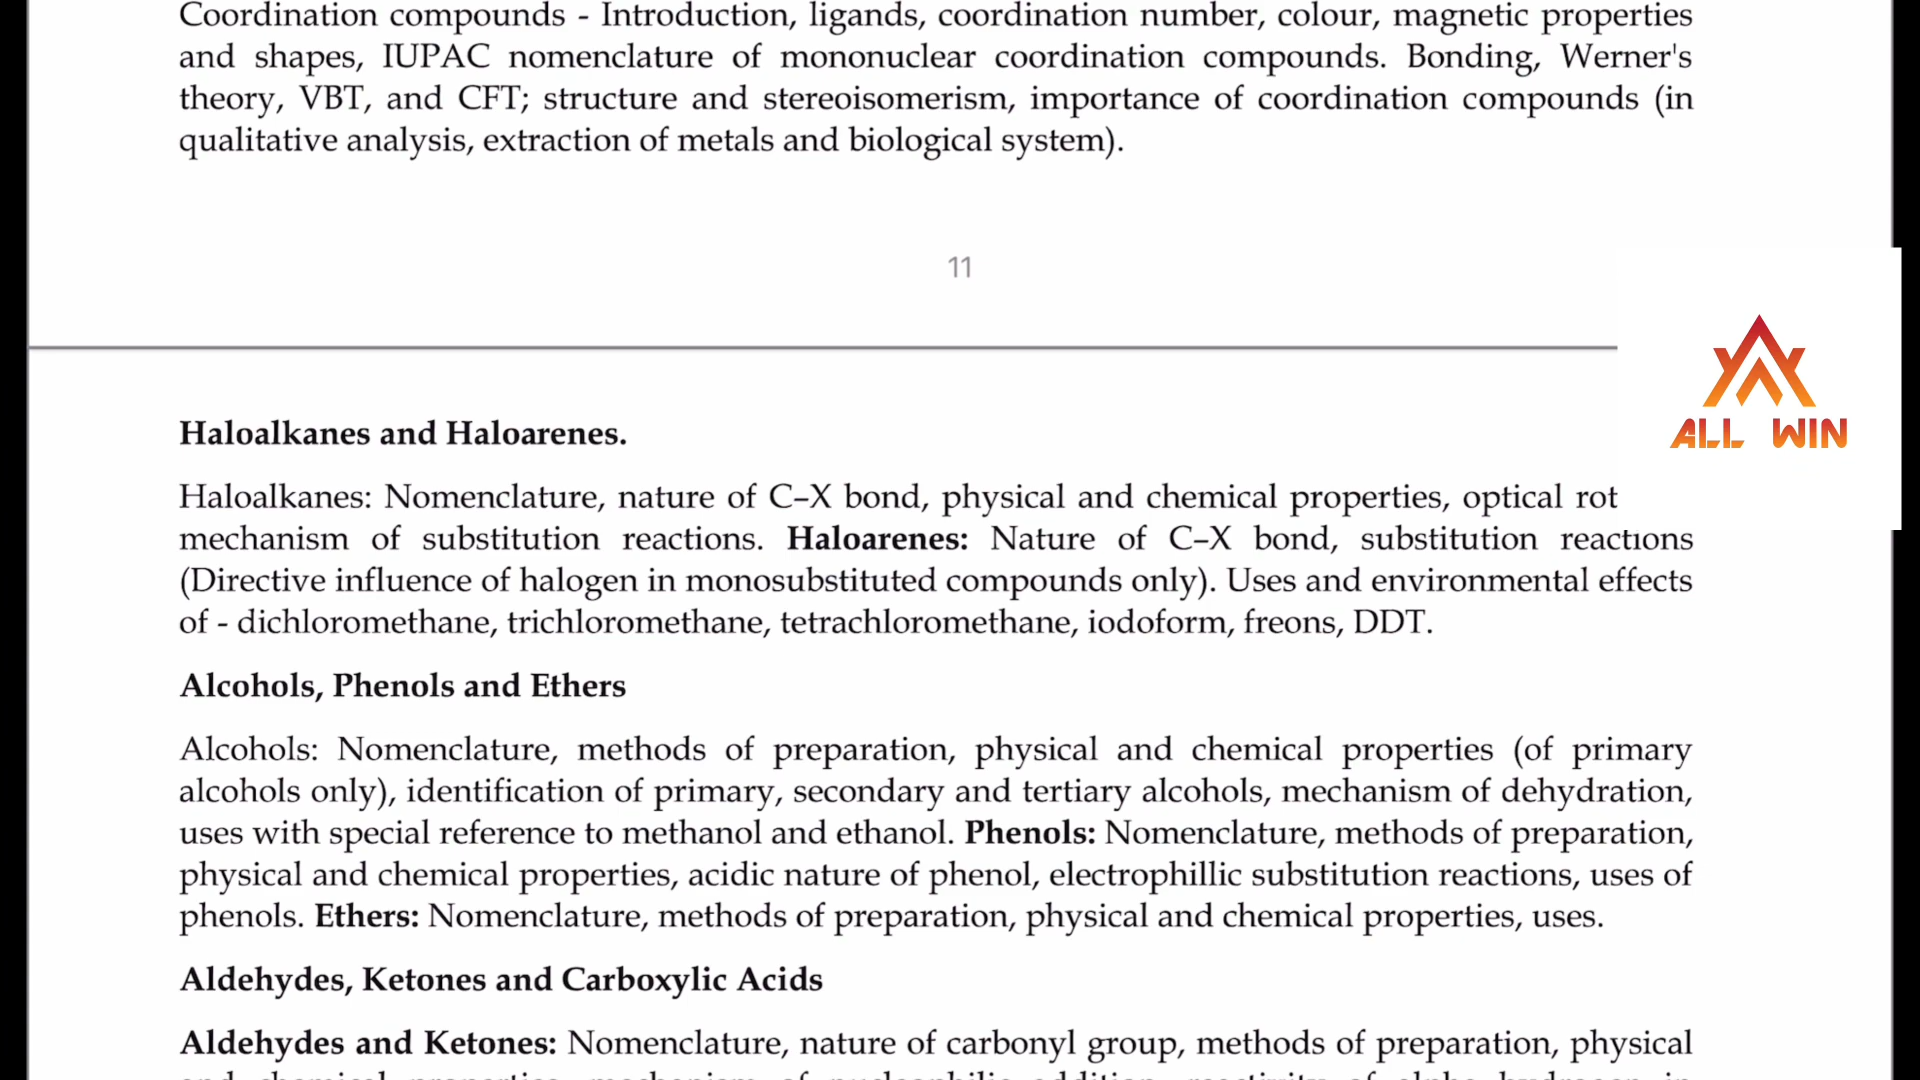 Coordination compounds - Introduction, ligands, coordination number, colour, magnetic properties
and shapes, IUPAC nomenclature of mononuclear coordination compounds. Bonding, Werner's
theory, VBT, and CFT; structure and stereoisomerism, importance of coordination compounds (in
qualitative analysis, extraction of metals and biological system).
11
ALL WIN
Haloalkanes and Haloarenes.
Haloalkanes: Nomenclature, nature of C–X bond, physical and chemical properties, optical rot
mechanism of substitution reactions. Haloarenes: Nature of C–X bond, substitution reactions
(Directive influence of halogen in monosubstituted compounds only). Uses and environmental effects
of - dichloromethane, trichloromethane, tetrachloromethane, iodoform, freons, DDT.
Alcohols, Phenols and Ethers
Alcohols: Nomenclature, methods of preparation, physical and chemical properties (of primary
alcohols only), identification of primary, secondary and tertiary alcohols, mechanism of dehydration,
uses with special reference to methanol and ethanol. Phenols: Nomenclature, methods of preparation,
physical and chemical properties, acidic nature of phenol, electrophillic substitution reactions, uses of
phenols. Ethers: Nomenclature, methods of preparation, physical and chemical properties, uses.
Aldehydes, Ketones and Carboxylic Acids
Aldehydes and Ketones: Nomenclature, nature of carbonyl group, methods of preparation, physical